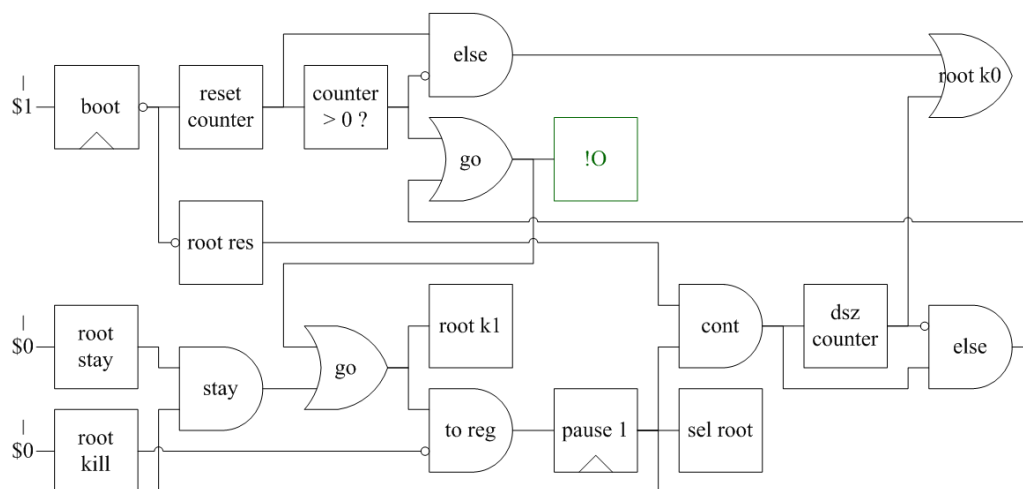 else
root k0
$1
boot
reset
counter
counter
> 0 ?
go
!O
root res
root k1
$0
root
stay
stay
go
cont
dsz
counter
else
$0
root
kill
to reg
pause 1
sel root